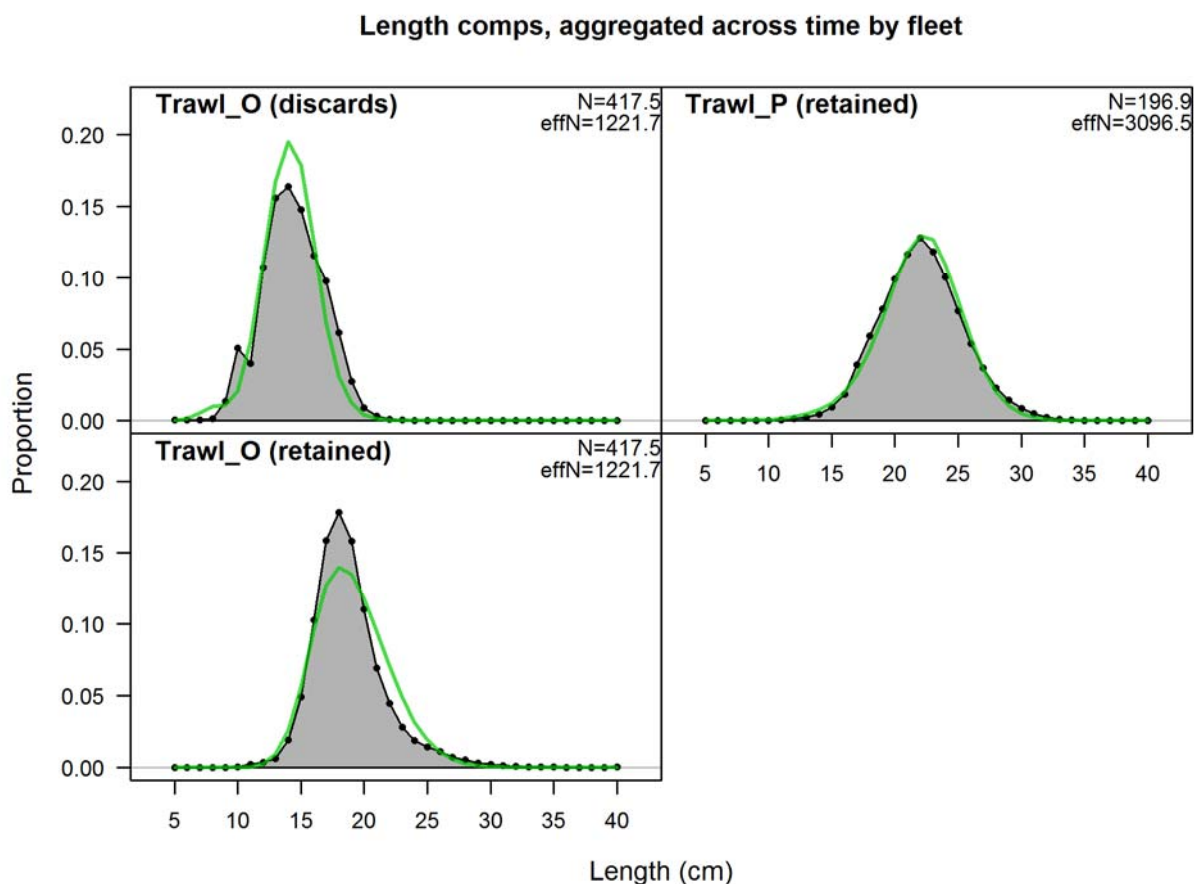 Length comps, aggregated across time by fleet
Trawl_O (discards)
N=417.5
effN=1221.7
Trawl_P (retained)
N=196.9
effN=3096.5
0.20
0.15
0.10
0.05
0.00
Trawl_O (retained)
N=417.5
effN=1221.7
5 10 15 20 25 30 35 40
0.20
0.15
0.10
0.05
0.00
5 10 15 20 25 30 35 40
Proportion
Length (cm)